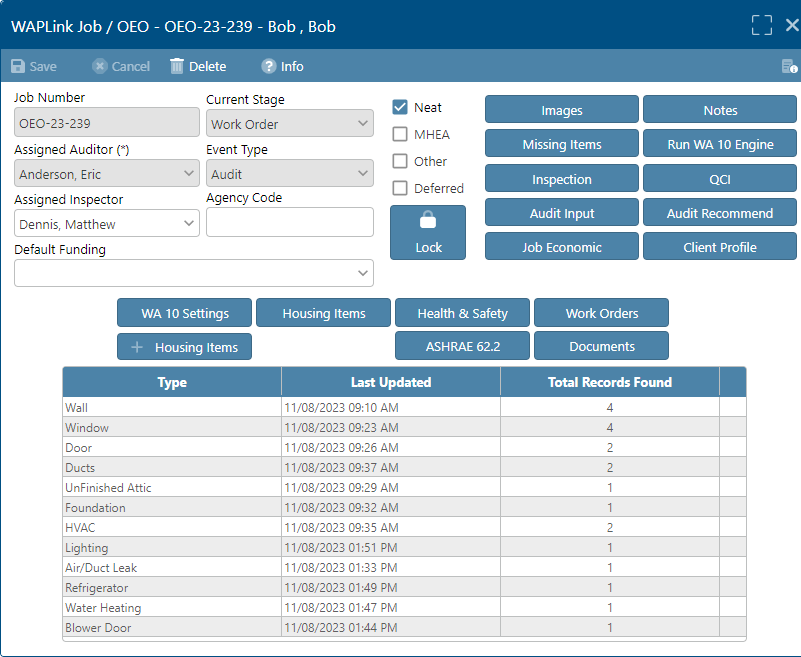 WAPLink Job / OEO - OEO-23-239 - Bob , Bob
Save Cancel Delete Info
Job Number
OEO-23-239
Current Stage
Work Order
Assigned Auditor (*)
Anderson, Eric
Event Type
Audit
Assigned Inspector
Dennis, Matthew
Agency Code
Default Funding
Neat
MHEA
Other
Deferred
Lock
Images Notes
Missing Items Run WA 10 Engine
Inspection QCI
Audit Input Audit Recommend
Job Economic Client Profile
WA 10 Settings Housing Items Health & Safety Work Orders
+ Housing Items ASHRAE 62.2 Documents
Type Last Updated Total Records Found
Wall 11/08/2023 09:10 AM 4
Window 11/08/2023 09:23 AM 4
Door 11/08/2023 09:26 AM 2
Ducts 11/08/2023 09:37 AM 2
UnFinished Attic 11/08/2023 09:29 AM 1
Foundation 11/08/2023 09:32 AM 1
HVAC 11/08/2023 09:35 AM 2
Lighting 11/08/2023 01:51 PM 1
Air/Duct Leak 11/08/2023 01:33 PM 1
Refrigerator 11/08/2023 01:49 PM 1
Water Heating 11/08/2023 01:47 PM 1
Blower Door 11/08/2023 01:44 PM 1